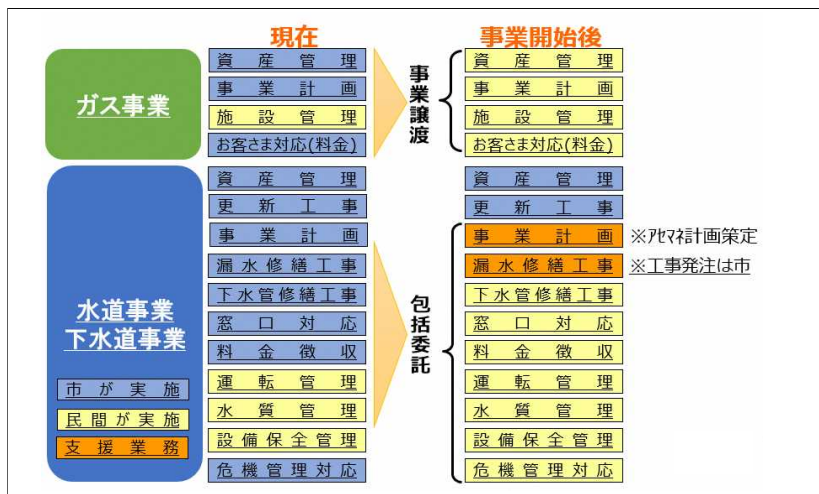 現在
事業開始後
ガス事業
資産管理
事業計画
施設管理
お客さま対応(料金)
事業譲渡
資産管理
事業計画
施設管理
お客さま対応(料金)
水道事業
下水道事業
市が実施
民間が実施
支援業務
資産管理
更新工事
事業計画
漏水修繕工事
下水管修繕工事
窓口対応
料金徴収
運転管理
水質管理
設備保全管理
危機管理対応
包括委託
資産管理
更新工事
事業計画 ※ｱｾﾏﾈ計画策定
漏水修繕工事 ※工事発注は市
下水管修繕工事
窓口対応
料金徴収
運転管理
水質管理
設備保全管理
危機管理対応